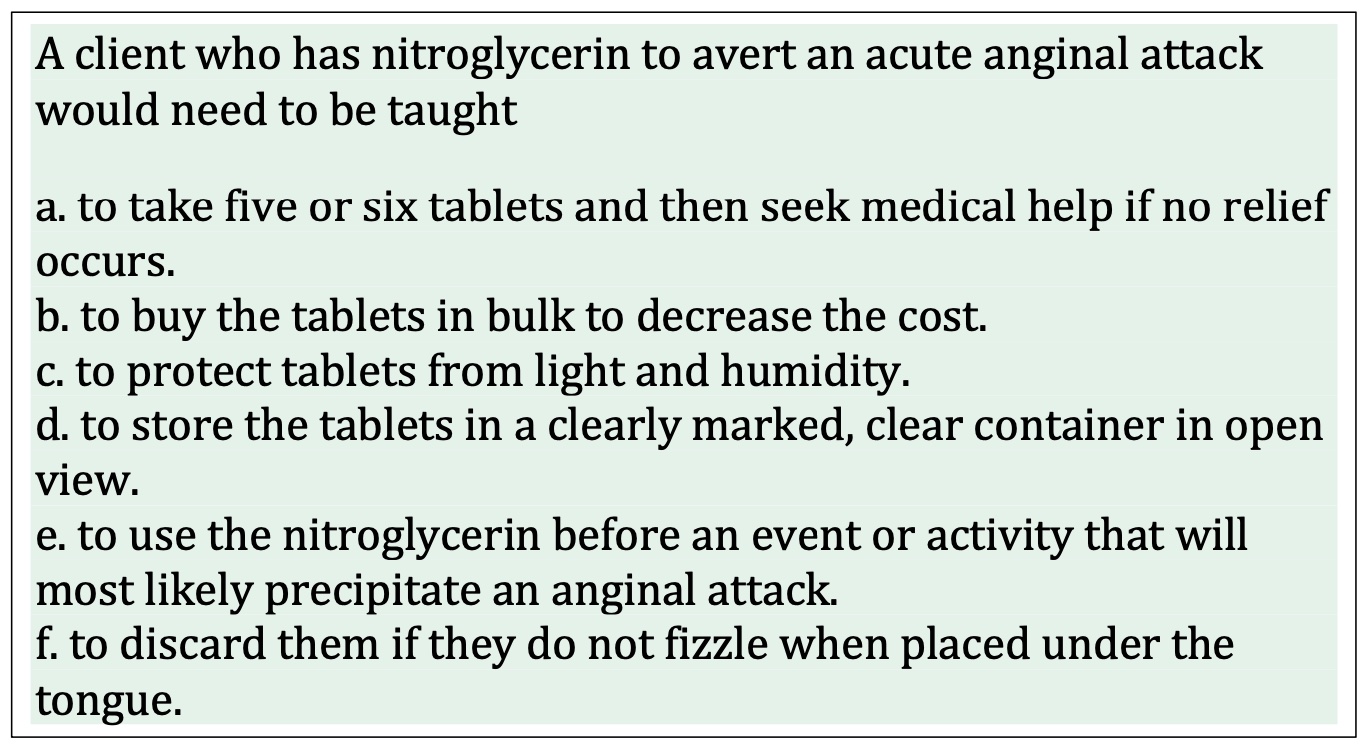 A client who has nitroglycerin to avert an acute anginal attack
would need to be taught
a. to take five or six tablets and then seek medical help if no relief
occurs.
b. to buy the tablets in bulk to decrease the cost.
c. to protect tablets from light and humidity.
d. to store the tablets in a clearly marked, clear container in open
view.
e. to use the nitroglycerin before an event or activity that will
most likely precipitate an anginal attack.
f. to discard them if they do not fizzle when placed under the
tongue.